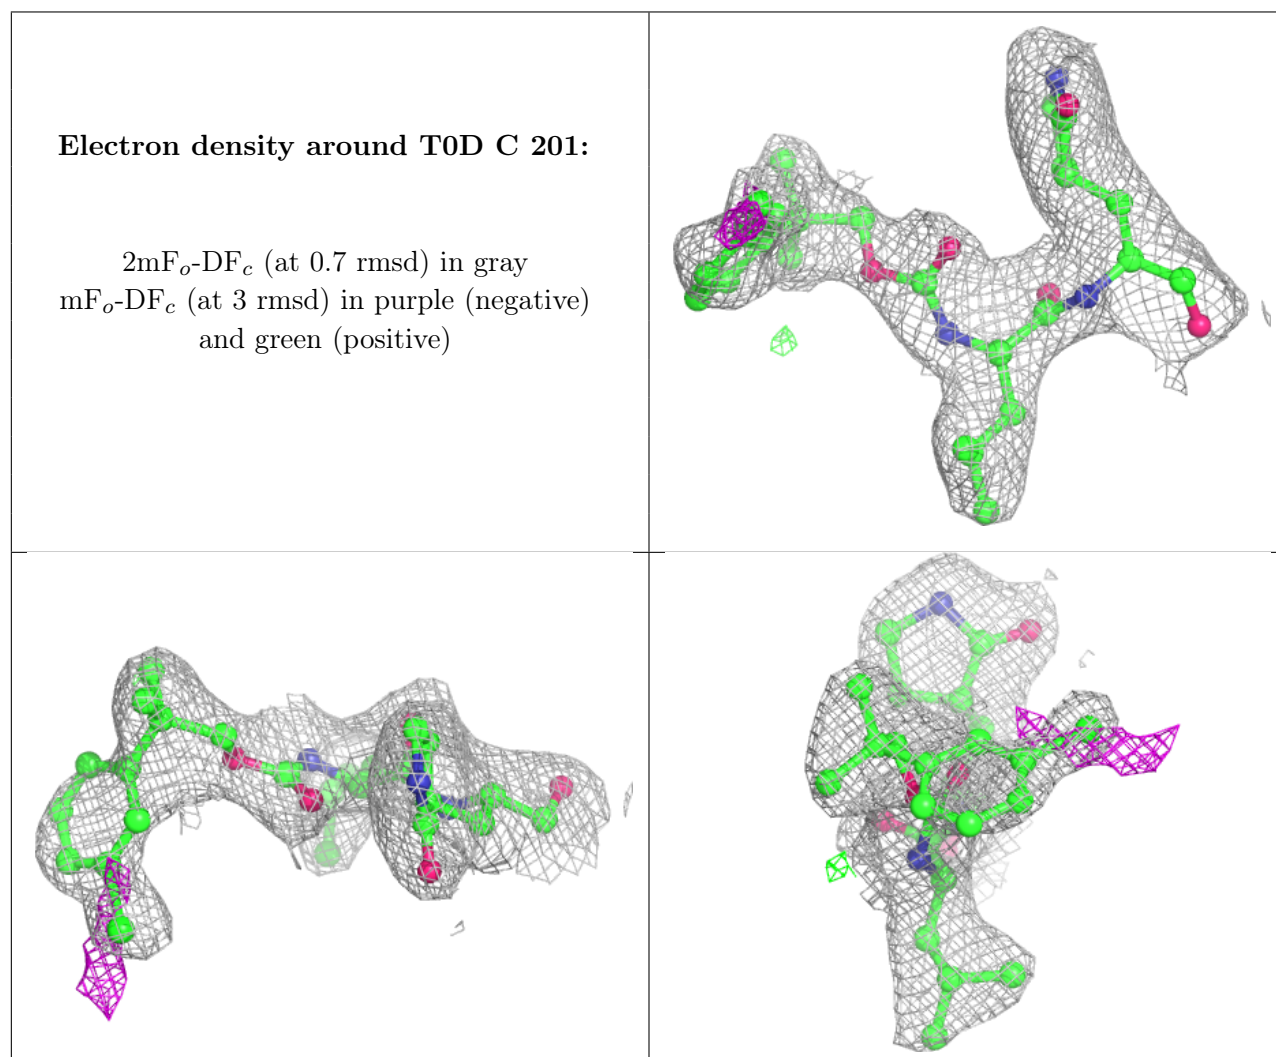 Electron density around T0D C 201:
2mFo-DFc (at 0.7 rmsd) in gray
mFo-DFc (at 3 rmsd) in purple (negative)
and green (positive)